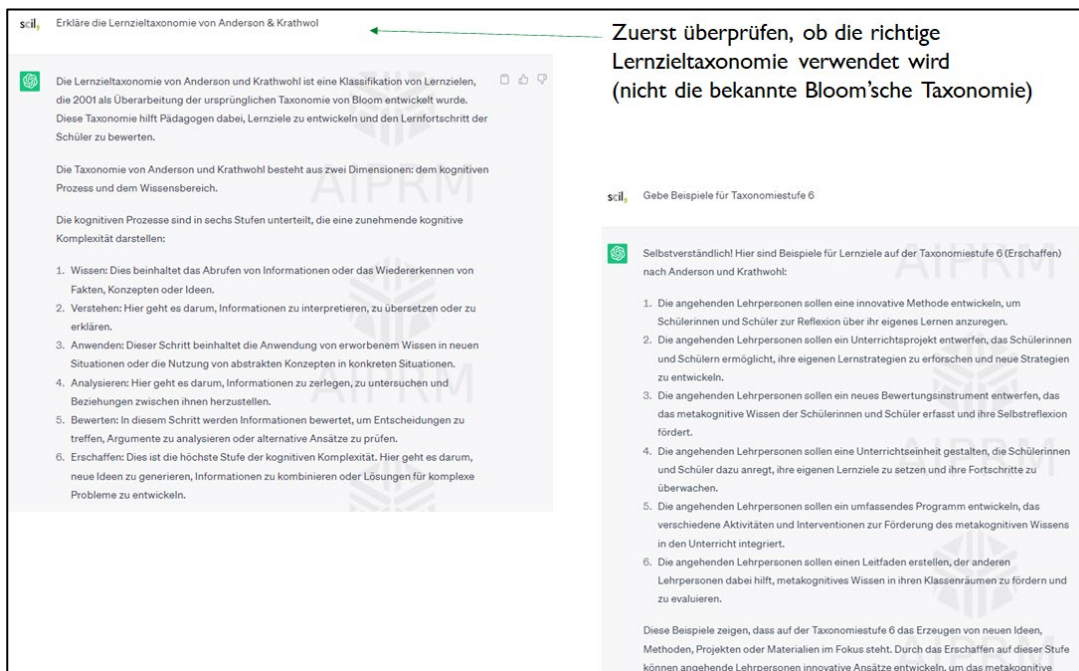 scil, Erkläre die Lernzieltaxonomie von Anderson & Krathwol
Die Lernzieltaxonomie von Anderson und Krathwohl ist eine Klassifikation von Lernzielen,
die 2001 als Überarbeitung der ursprünglichen Taxonomie von Bloom entwickelt wurde.
Diese Taxonomie hilft Pädagogen dabei, Lernziele zu entwickeln und den Lernfortschritt der
Schüler zu bewerten.
Die Taxonomie von Anderson und Krathwohl besteht aus zwei Dimensionen: dem kognitiven
Prozess und dem Wissensbereich.
Die kognitiven Prozesse sind in sechs Stufen unterteilt, die eine zunehmende kognitive
Komplexität darstellen:
1. Wissen: Dies beinhaltet das Abrufen von Informationen oder das Wiedererkennen von
Fakten, Konzepten oder Ideen.
2. Verstehen: Hier geht es darum, Informationen zu interpretieren, zu übersetzen oder zu
erklären.
3. Anwenden: Dieser Schritt beinhaltet die Anwendung von erworbenem Wissen in neuen
Situationen oder die Nutzung von abstrakten Konzepten in konkreten Situationen.
4. Analysieren: Hier geht es darum, Informationen zu zerlegen, zu untersuchen und
Beziehungen zwischen ihnen herzustellen.
5. Bewerten: In diesem Schritt werden Informationen bewertet, um Entscheidungen zu
treffen, Argumente zu analysieren oder alternative Ansätze zu prüfen.
6. Erschaffen: Dies ist die höchste Stufe der kognitiven Komplexität. Hier geht es darum,
neue Ideen zu generieren, Informationen zu kombinieren oder Lösungen für komplexe
Probleme zu entwickeln.
AIPRM
AIPRM
AIPRM
Zuerst überprüfen, ob die richtige
Lernzieltaxonomie verwendet wird
(nicht die bekannte Bloom'sche Taxonomie)
scil, Gebe Beispiele für Taxonomiestufe 6
Selbstverständlich! Hier sind Beispiele für Lernziele auf der Taxonomiestufe 6 (Erschaffen)
nach Anderson und Krathwohl:
1. Die angehenden Lehrpersonen sollen eine innovative Methode entwickeln, um
Schülerinnen und Schüler zur Reflexion über ihr eigenes Lernen anzuregen.
2. Die angehenden Lehrpersonen sollen ein Unterrichtsprojekt entwerfen, das Schülerinnen
und Schülern ermöglicht, ihre eigenen Lernstrategien zu erforschen und neue Strategien
zu entwickeln.
3. Die angehenden Lehrpersonen sollen ein neues Bewertungsinstrument entwerfen, das
das metakognitive Wissen der Schülerinnen und Schüler erfasst und ihre Selbstreflexion
fördert.
4. Die angehenden Lehrpersonen sollen eine Unterrichtseinheit gestalten, die Schülerinnen
und Schüler dazu anregt, ihre eigenen Lernziele zu setzen und ihre Fortschritte zu
überwachen.
5. Die angehenden Lehrpersonen sollen ein umfassendes Programm entwickeln, das
verschiedene Aktivitäten und Interventionen zur Förderung des metakognitiven Wissens
in den Unterricht integriert.
6. Die angehenden Lehrpersonen sollen einen Leitfaden erstellen, der anderen
Lehrpersonen dabei hilft, metakognitives Wissen in ihren Klassenräumen zu fördern und
zu evaluieren.
Diese Beispiele zeigen, dass auf der Taxonomiestufe 6 das Erzeugen von neuen Ideen,
Methoden, Projekten oder Materialien im Fokus steht. Durch das Erschaffen auf dieser Stufe
können angehende Lehrpersonen innovative Ansätze entwickeln, um das metakognitive
AIPRM
AIPRM
AIPRM